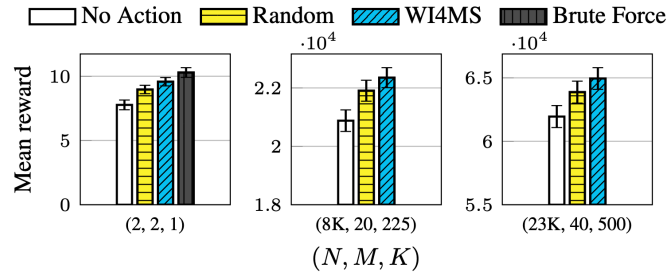 No Action Random WI4MS Brute Force
Mean reward
10
5
0
(2, 2, 1)
·10⁴
2.2
2
1.8
(8K, 20, 225)
·10⁴
6.5
6
5.5
(23K, 40, 500)
(N, M, K)